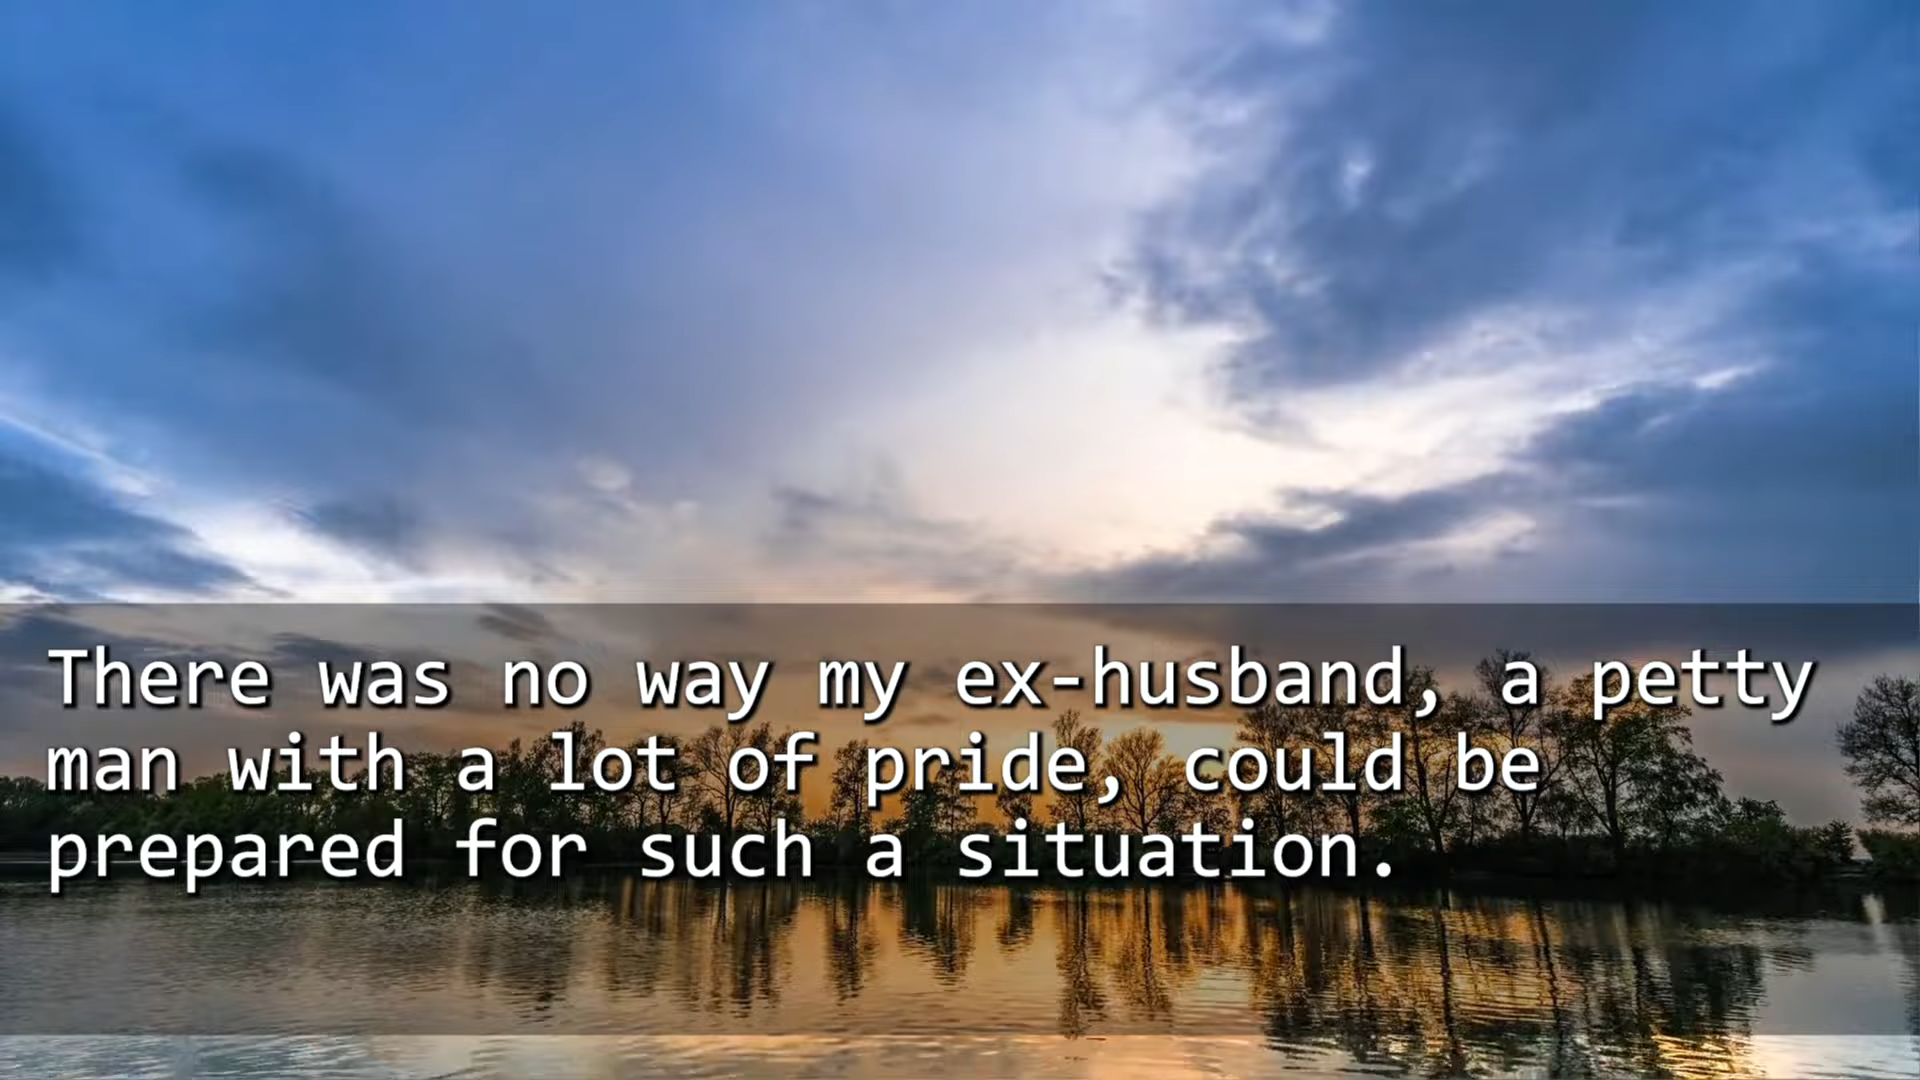 There was no way my ex-husband, a petty
man with a lot of pride, could be
prepared for such a situation.